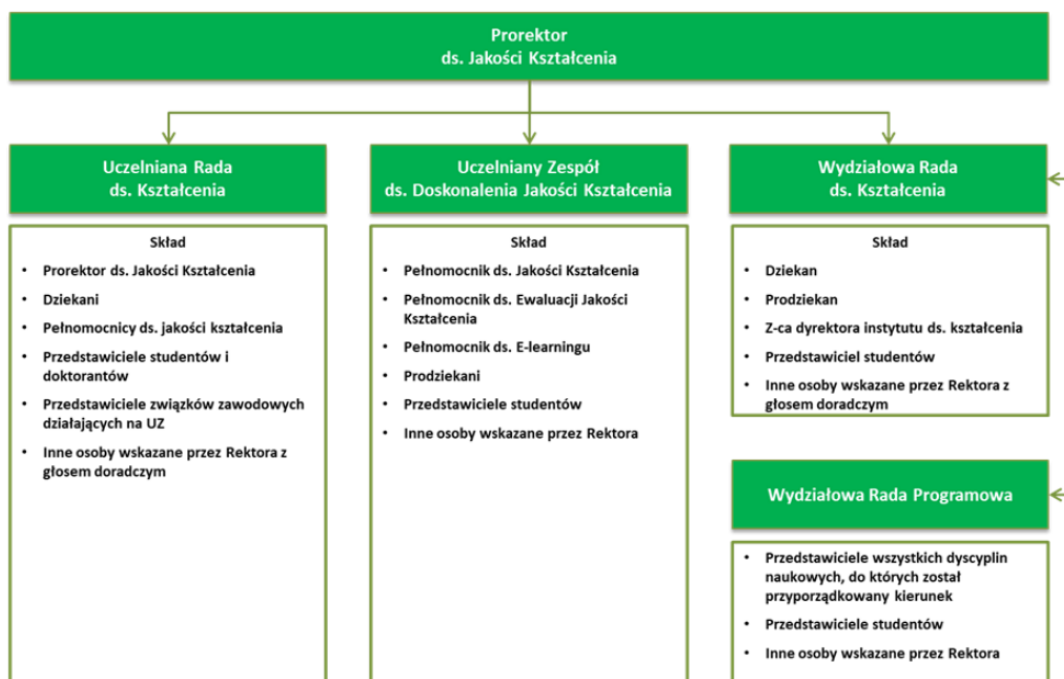 Prorektor
ds. Jakości Kształcenia
Uczelniana Rada
ds. Kształcenia
Skład
• Prorektor ds. Jakości Kształcenia
• Dziekani
• Pełnomocnicy ds. jakości kształcenia
• Przedstawiciele studentów i
doktorantów
• Przedstawiciele związków zawodowych
działających na UZ
• Inne osoby wskazane przez Rektora z
głosem doradczym
Uczelniany Zespół
ds. Doskonalenia Jakości Kształcenia
Skład
• Pełnomocnik ds. Jakości Kształcenia
• Pełnomocnik ds. Ewaluacji Jakości
Kształcenia
• Pełnomocnik ds. E-learningu
• Prodziekani
• Przedstawiciele studentów
• Inne osoby wskazane przez Rektora
Wydziałowa Rada
ds. Kształcenia
Skład
• Dziekan
• Prodziekan
• Z-ca dyrektora instytutu ds. kształcenia
• Przedstawiciel studentów
• Inne osoby wskazane przez Rektora z
głosem doradczym
Wydziałowa Rada Programowa
• Przedstawiciele wszystkich dyscyplin
naukowych, do których został
przyporządkowany kierunek
• Przedstawiciele studentów
• Inne osoby wskazane przez Rektora